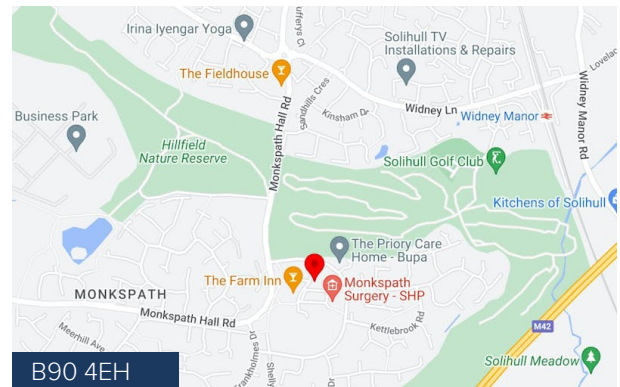 Irina Iyengar Yoga
Solihull TV
Installations & Repairs
The Fieldhouse
Sandhills Cres
Kinsham Dr
Widney Ln
Widney Manor
Widney Manor Rd
Business Park
Hillfield
Nature Reserve
Monkspath Hall Rd
Solihull Golf Club
Kitchens of Solihull
The Priory Care
Home - Bupa
The Farm Inn
Monkspath
Surgery - SHP
MONKSPATH
Monkspath Hall Rd
Kettlebrook Rd
M42
Meerhill Ave
Frankholmes Dr
Solihull Meadow
B90 4EH